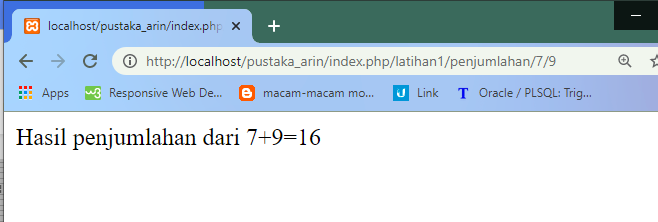 localhost/pustaka_arin/index.php
http://localhost/pustaka_arin/index.php/latihan1/penjumlahan/7/9
Apps Responsive Web De... macam-macam mo... Link Oracle / PLSQL: Trig...
Hasil penjumlahan dari 7+9=16